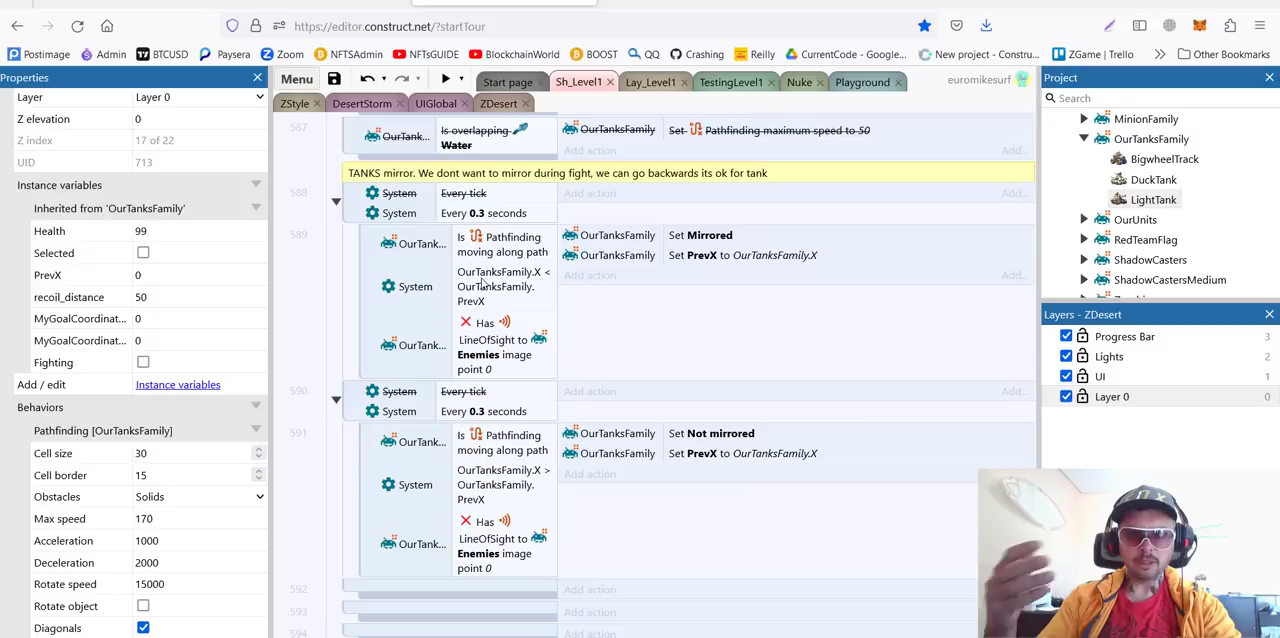 https://editor.construct.net/?startTour
Postimage
Admin
BTCUSD
Paysera
Zoom
NFTSAdmin
NFTsGUIDE
BlockchainWorld
BOOST
QQ
Crashing
Reilly
CurrentCode - Google...
New project - Constru...
ZGame | Trello
Other Bookmarks
Properties
Menu
Start page
Sh_Level1
Lay_Level1
TestingLevel1
Nuke
Playground
euromikesurf
Project
ZStyle
DesertStorm
UIGlobal
ZDesert
Search
Layer
Layer 0
Z elevation
0
Z index
17 of 22
UID
713
Instance variables
Inherited from 'OurTanksFamily'
Health
99
Selected
PrevX
0
recoil_distance
50
MyGoalCoordinat...
0
MyGoalCoordinat...
0
Fighting
Add / edit
Instance variables
Behaviors
Pathfinding [OurTanksFamily]
Cell size
30
Cell border
15
Obstacles
Solids
Max speed
170
Acceleration
1000
Deceleration
2000
Rotate speed
15000
Rotate object
Diagonals
587
OurTank...
Is overlapping
Water
OurTanksFamily
Set Pathfinding maximum speed to 50
Add action
Add...
TANKS mirror. We dont want to mirror during fight, we can go backwards its ok for tank
588
System
Every tick
Add action
Add...
System
Every 0.3 seconds
589
OurTank...
Is Pathfinding
moving along path
OurTanksFamily
Set Mirrored
OurTanksFamily
Set PrevX to OurTanksFamily.X
System
OurTanksFamily.X <
OurTanksFamily.
PrevX
Add action
Add...
OurTank...
Has
LineOfSight to
Enemies image
point 0
590
System
Every tick
Add action
Add...
System
Every 0.3 seconds
591
OurTank...
Is Pathfinding
moving along path
OurTanksFamily
Set Not mirrored
OurTanksFamily
Set PrevX to OurTanksFamily.X
System
OurTanksFamily.X >
OurTanksFamily.
PrevX
Add action
OurTank...
Has
LineOfSight to
Enemies image
point 0
592
Add action
593
Add action
594
Add action
MinionFamily
OurTanksFamily
BigwheelTrack
DuckTank
LightTank
OurUnits
RedTeamFlag
ShadowCasters
ShadowCastersMedium
Layers - ZDesert
Progress Bar
3
Lights
2
UI
1
Layer 0
0